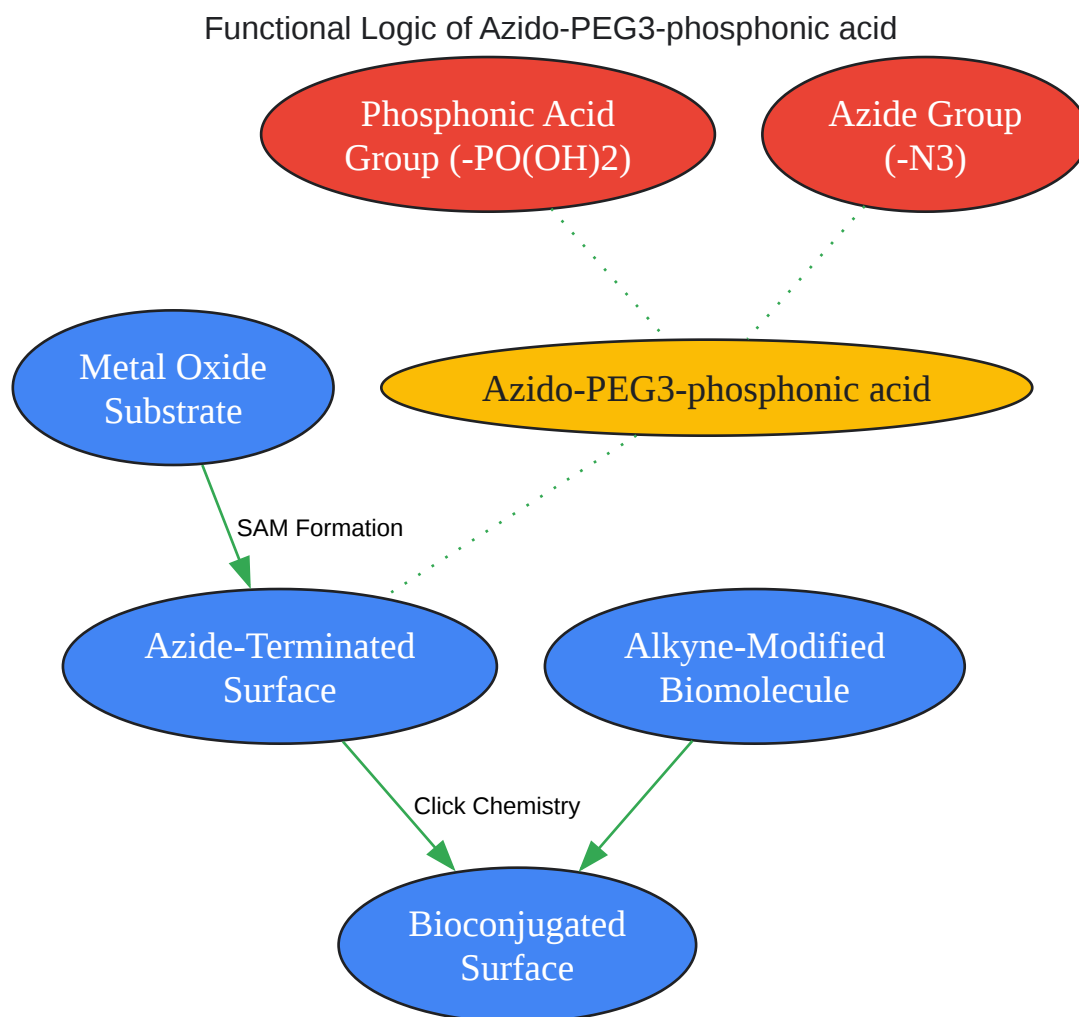 Functional Logic of Azido-PEG3-phosphonic acid
Phosphonic Acid
Group (-PO(OH)2)
Azide Group
(-N3)
Metal Oxide
Substrate
Azido-PEG3-phosphonic acid
SAM Formation
Azide-Terminated
Surface
Alkyne-Modified
Biomolecule
Click Chemistry
Bioconjugated
Surface